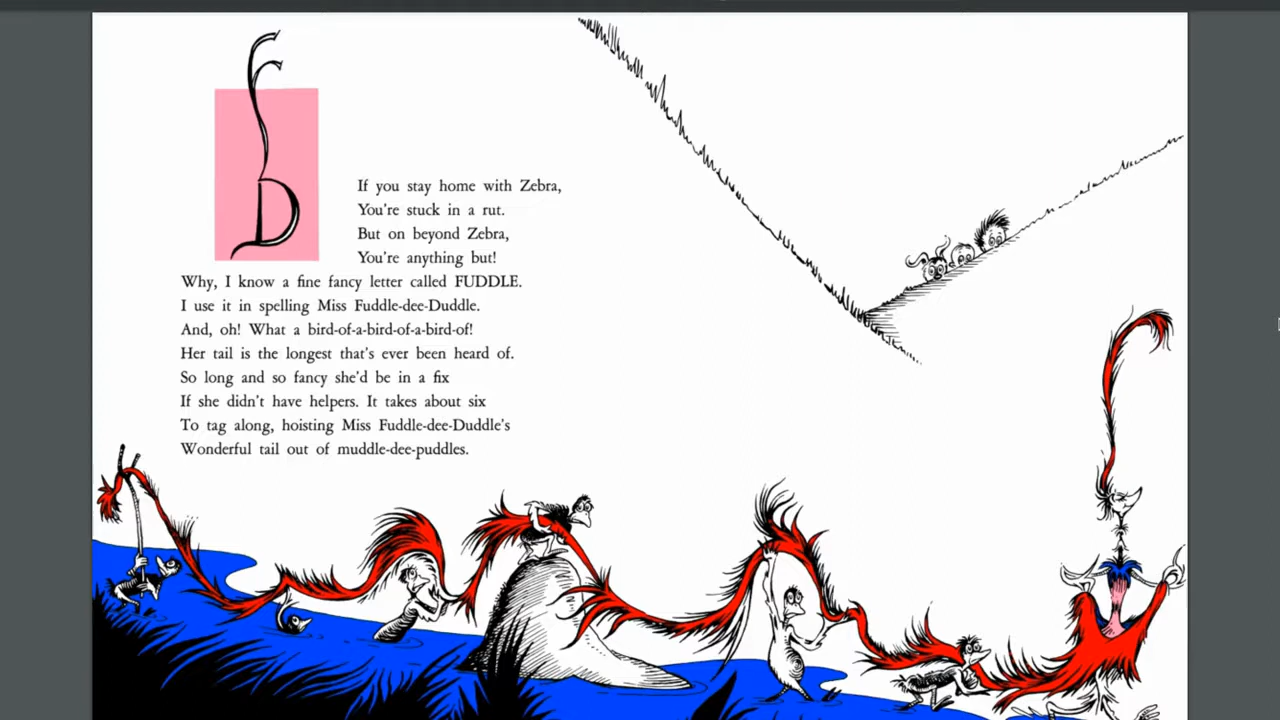 If you stay home with Zebra,
You're stuck in a rut.
But on beyond Zebra,
You're anything but!
Why, I know a fine fancy letter called FUDDLE.
I use it in spelling Miss Fuddle-dee-Duddle.
And, oh! What a bird-of-a-bird-of-a-bird-of!
Her tail is the longest that's ever been heard of.
So long and so fancy she'd be in a fix
If she didn't have helpers. It takes about six
To tag along, hoisting Miss Fuddle-dee-Duddle's
Wonderful tail out of muddle-dee-puddles.